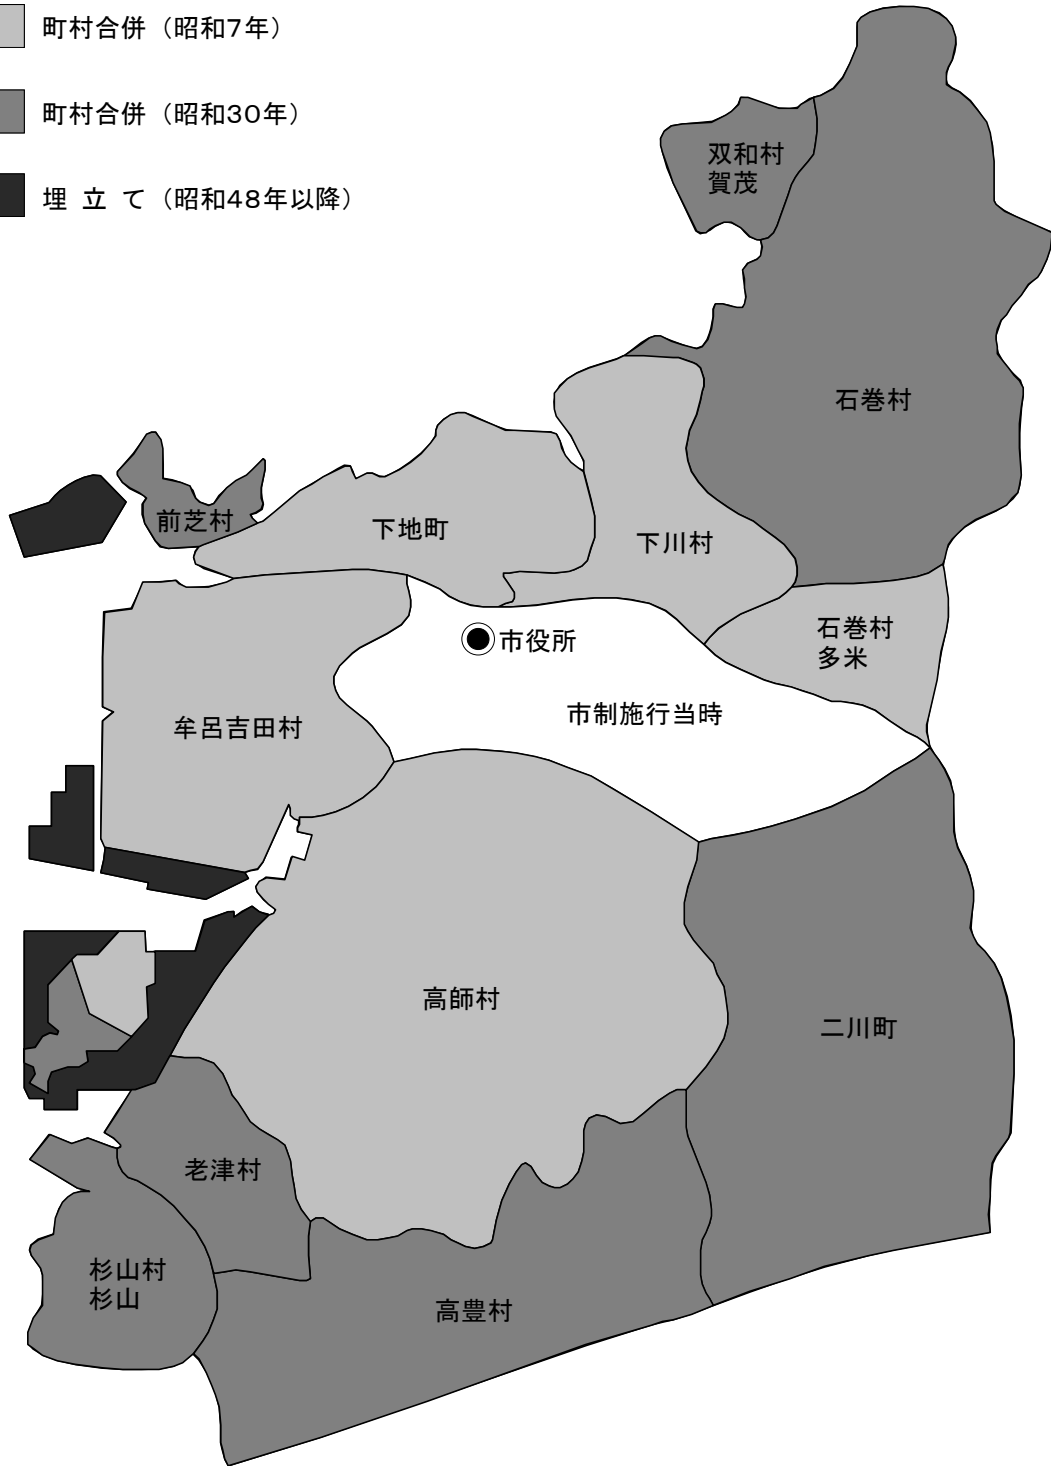 町村合併（昭和7年）
町村合併（昭和30年）
埋 立 て（昭和48年以降）
双和村
賀茂
石巻村
前芝村
下地町
下川村
石巻村
多米
市役所
市制施行当時
牟呂吉田村
高師村
二川町
老津村
杉山村
杉山
高豊村